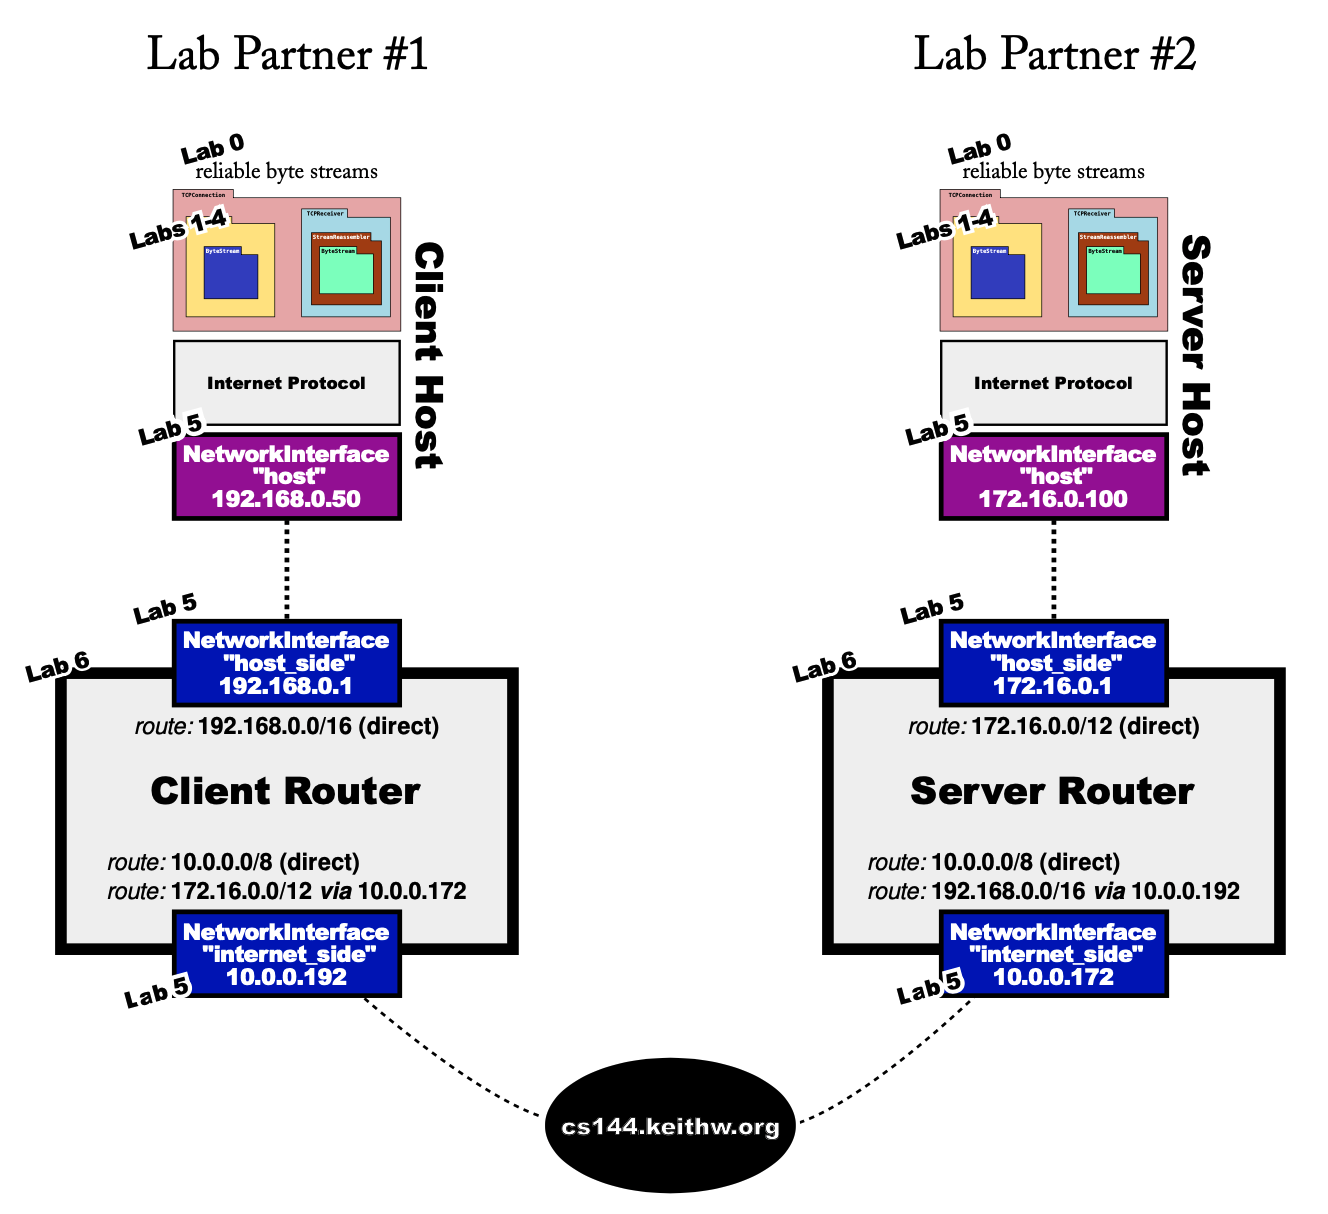 Lab Partner #1
Lab 0
reliable byte streams
TCPConnection
Labs 1-4
TCPReceiver
StreamReassembler
ByteStream
ByteStream
Client Host
Internet Protocol
Lab 5
NetworkInterface
"host"
192.168.0.50
Lab 5
NetworkInterface
"host_side"
192.168.0.1
Lab 6
route: 192.168.0.0/16 (direct)
Client Router
route: 10.0.0.0/8 (direct)
route: 172.16.0.0/12 via 10.0.0.172
NetworkInterface
"internet_side"
10.0.0.192
Lab 5
Lab Partner #2
Lab 0
reliable byte streams
TCPConnection
Labs 1-4
TCPReceiver
StreamReassembler
ByteStream
ByteStream
Server Host
Internet Protocol
Lab 5
NetworkInterface
"host"
172.16.0.100
Lab 5
NetworkInterface
"host_side"
172.16.0.1
Lab 6
route: 172.16.0.0/12 (direct)
Server Router
route: 10.0.0.0/8 (direct)
route: 192.168.0.0/16 via 10.0.0.192
NetworkInterface
"internet_side"
10.0.0.172
Lab 5
cs144.keithw.org